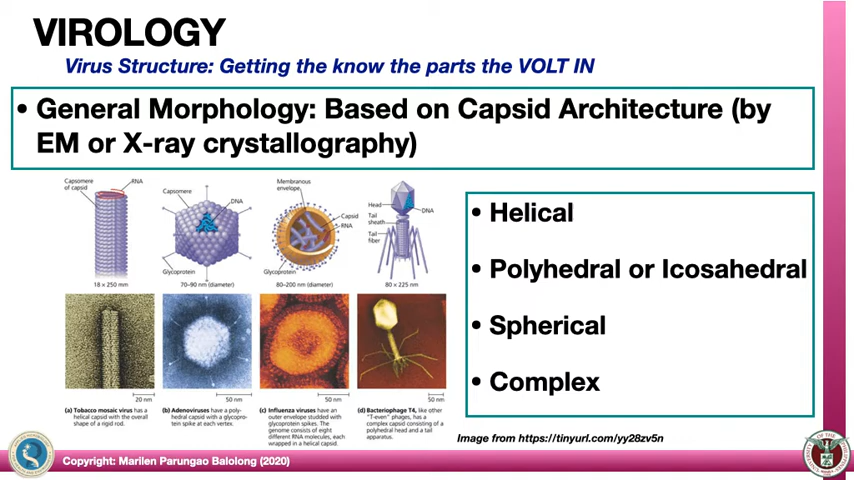 VIROLOGY
Virus Structure: Getting the know the parts the VOLT IN
• General Morphology: Based on Capsid Architecture (by
EM or X-ray crystallography)
Capsomere
of capsid
RNA
18 x 250 mm
20 nm
(a) Tobacco mosaic virus has a
helical capsid with the overall
shape of a rigid rod.
Capsomere
DNA
Glycoprotein
70–90 nm (diameter)
50 nm
(b) Adenoviruses have a poly-
hedral capsid with a glycopro-
tein spike at each vertex.
Membranous
envelope
Capsid
RNA
Glycoprotein
80–200 nm (diameter)
50 nm
(c) Influenza viruses have an
outer envelope studded with
glycoprotein spikes. The
genome consists of eight
different RNA molecules, each
wrapped in a helical capsid.
Head
DNA
Tail
sheath
Tail
fiber
80 x 225 nm
50 nm
(d) Bacteriophage T4, like other
"T-even" phages, has a
complex capsid consisting of a
polyhedral head and a tail
apparatus.
• Helical
• Polyhedral or Icosahedral
• Spherical
• Complex
Image from https://tinyurl.com/yy28zv5n
Copyright: Marilen Parungao Balolong (2020)